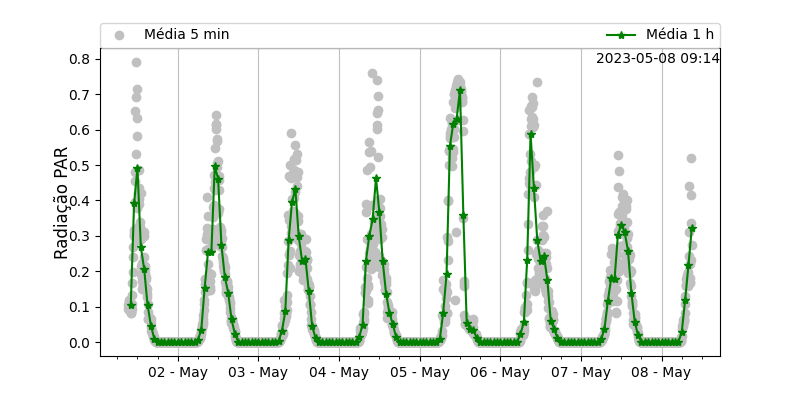 Média 5 min
Média 1 h
2023-05-08 09:14
Radiação PAR
0.8
0.7
0.6
0.5
0.4
0.3
0.2
0.1
0.0
02 - May
03 - May
04 - May
05 - May
06 - May
07 - May
08 - May